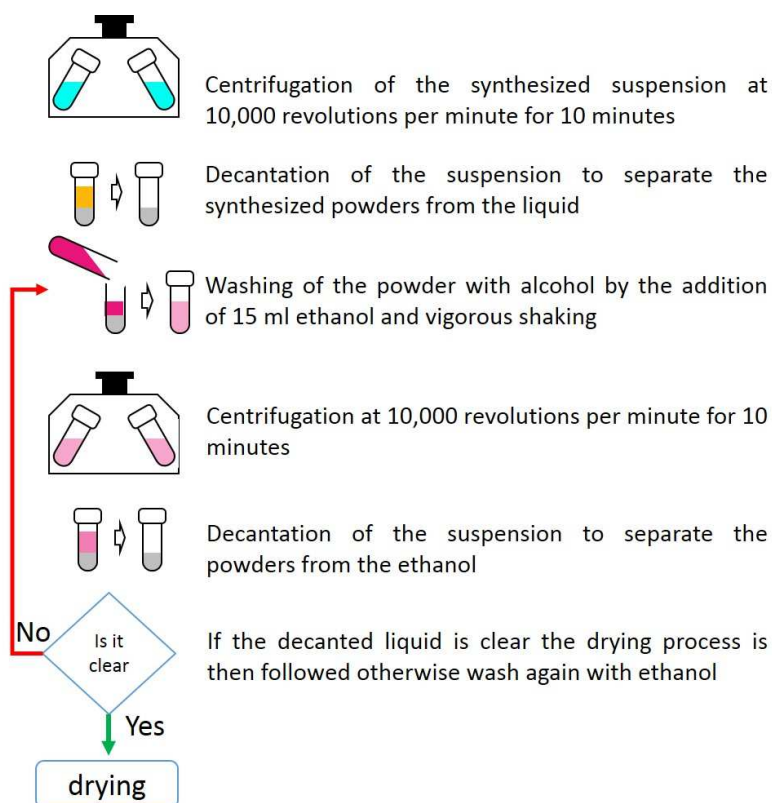 Centrifugation of the synthesized suspension at
10,000 revolutions per minute for 10 minutes
Decantation of the suspension to separate the
synthesized powders from the liquid
Washing of the powder with alcohol by the addition
of 15 ml ethanol and vigorous shaking
Centrifugation at 10,000 revolutions per minute for 10
minutes
Decantation of the suspension to separate the
powders from the ethanol
No
Is it
clear
If the decanted liquid is clear the drying process is
then followed otherwise wash again with ethanol
Yes
drying